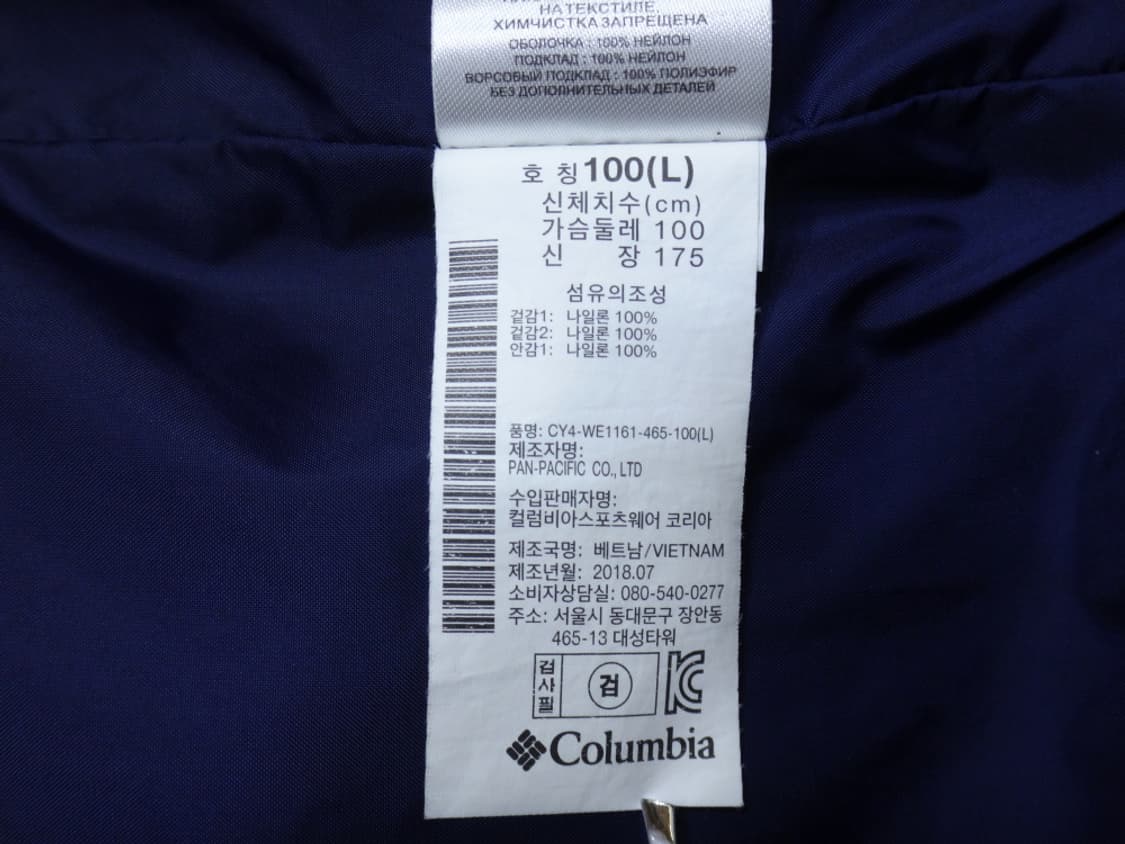 НА ТЕКСТИЛЕ.
ХИМЧИСТКА ЗАПРЕЩЕНА
ОБОЛОЧКА : 100% НЕЙЛОН
ПОДКЛАД : 100% НЕЙЛОН
ВОРСОВЫЙ ПОДКЛАД : 100% ПОЛИЭФИР
БЕЗ ДОПОЛНИТЕЛЬНЫХ ДЕТАЛЕЙ
호 칭 100(L)
신체치수(cm)
가슴둘레 100
신 장 175
섬유의조성
겉감1: 나일론 100%
겉감2: 나일론 100%
안감1: 나일론 100%
품명: CY4-WE1161-465-100(L)
제조자명:
PAN-PACIFIC CO., LTD
수입판매자명:
컬럼비아스포츠웨어 코리아
제조국명: 베트남/VIETNAM
제조년월: 2018.07
소비자상담실: 080-540-0277
주소: 서울시 동대문구 장안동
465-13 대성타워
검사필 검
Columbia